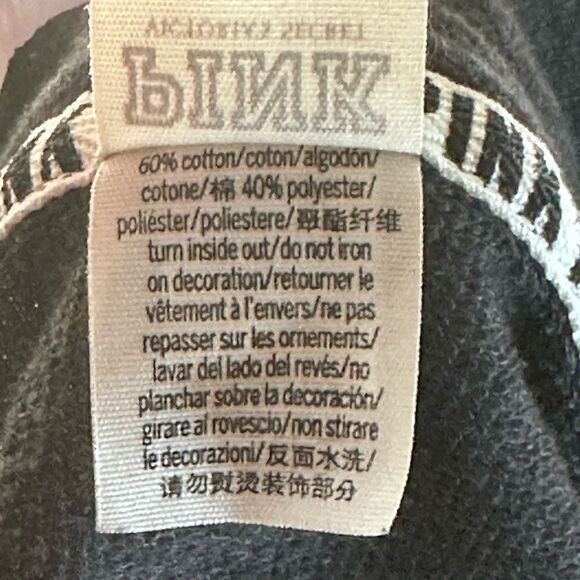 VICTORIA'S SECRET
PINK
60% cotton/coton/algodón/
cotone/棉 40% polyester/
poliéster/poliestere/聚酯纤维
turn inside out/do not iron
on decoration/retourner le
vêtement à l'envers/ne pas
repasser sur les ornements/
lavar del lado del revés/no
planchar sobre la decoración/
girare al rovescio/non stirare
le decorazioni/反面水洗/
请勿熨烫装饰部分